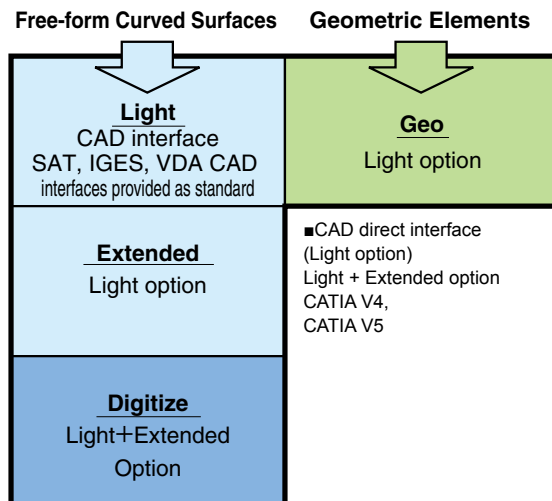 Free-form Curved Surfaces
Geometric Elements
Light
CAD interface
SAT, IGES, VDA CAD
interfaces provided as standard
Geo
Light option
Extended
Light option
■CAD direct interface
(Light option)
Light + Extended option
CATIA V4,
CATIA V5
Digitize
Light+Extended
Option